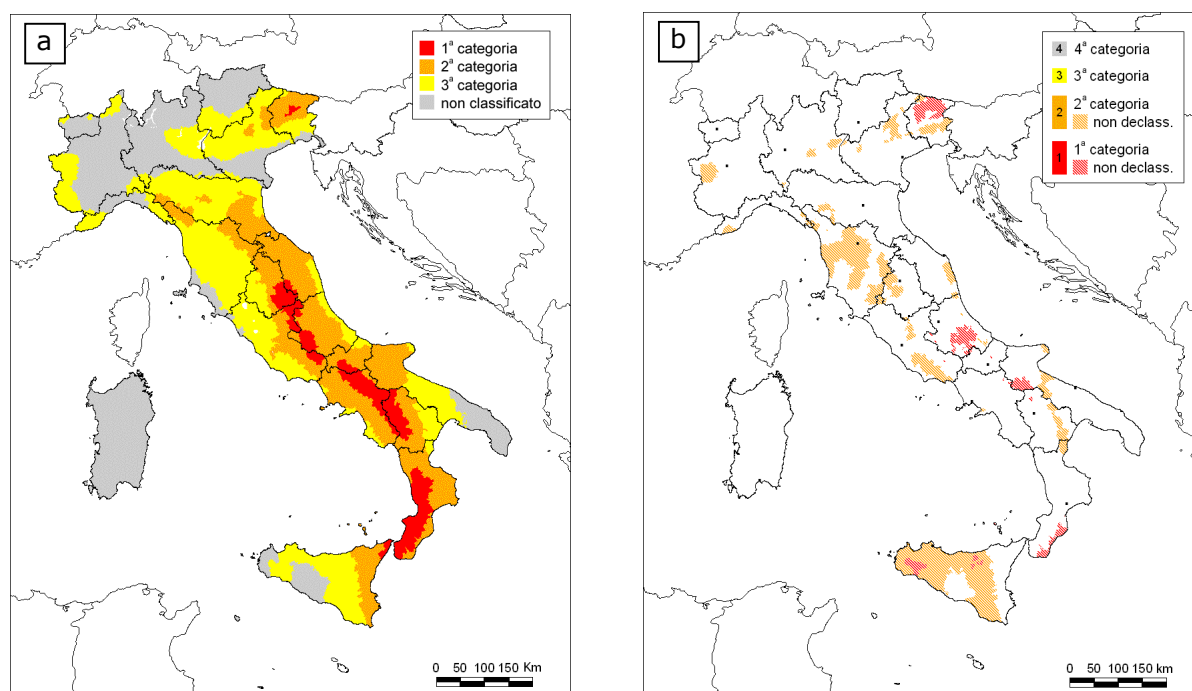 a
1ª categoria
2ª categoria
3ª categoria
non classificato
0 50 100 150 Km
b
4 4ª categoria
3 3ª categoria
2 2ª categoria
non declass.
1 1ª categoria
non declass.
0 50 100 150 km